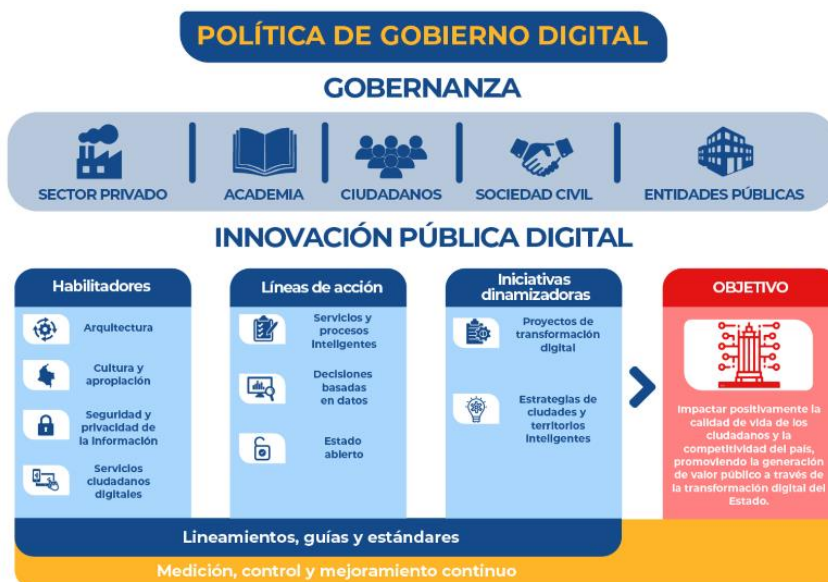 POLÍTICA DE GOBIERNO DIGITAL
GOBERNANZA
SECTOR PRIVADO
ACADEMIA
CIUDADANOS
SOCIEDAD CIVIL
ENTIDADES PÚBLICAS
INNOVACIÓN PÚBLICA DIGITAL
Habilitadores
Arquitectura
Cultura y
apropiación
Seguridad y
privacidad de
la información
Servicios
ciudadanos
digitales
Líneas de acción
Servicios y
procesos
inteligentes
Decisiones
basadas
en datos
Estado
abierto
Iniciativas
dinamizadoras
Proyectos de
transformación
digital
Estrategias de
ciudades y
territorios
inteligentes
OBJETIVO
Impactar positivamente la
calidad de vida de los
ciudadanos y la
competitividad del país,
promoviendo la generación
de valor público a través de
la transformación digital del
Estado.
Lineamientos, guías y estándares
Medición, control y mejoramiento contínuo